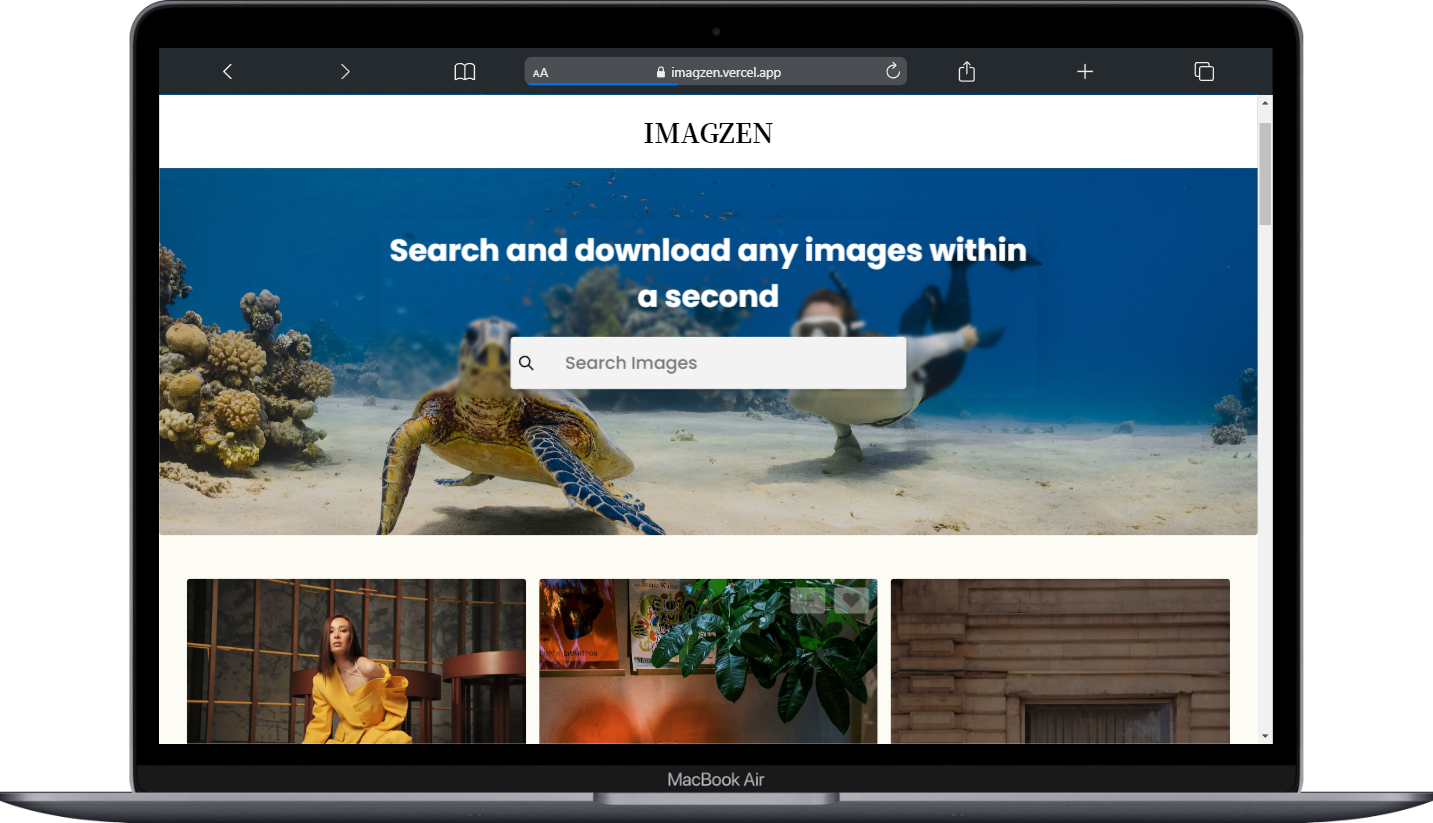 AA
imagzen.vercel.app
IMAGZEN
Search and download any images within
a second
Search Images
MacBook Air